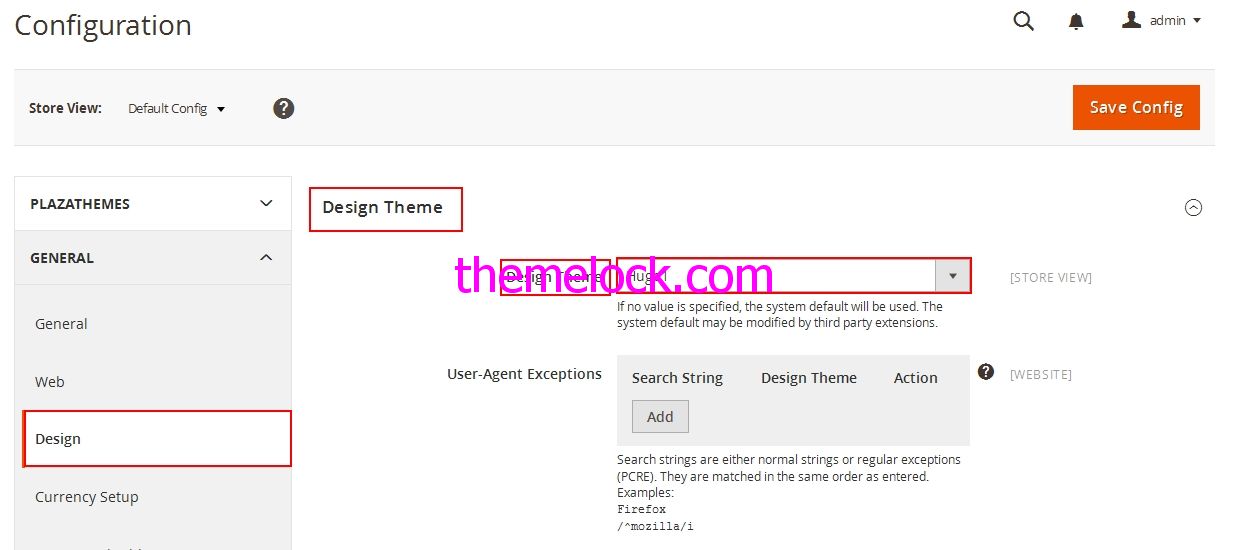 Configuration
admin
Store View: Default Config ?
Save Config
PLAZATHEMES
GENERAL
General
Web
Design
Currency Setup
Design Theme
Design Theme
[STORE VIEW]
themelock.com
If no value is specified, the system default will be used. The
system default may be modified by third party extensions.
User-Agent Exceptions
Search String Design Theme Action
? [WEBSITE]
Add
Search strings are either normal strings or regular exceptions
(PCRE). They are matched in the same order as entered.
Examples:
Firefox
/^mozilla/i